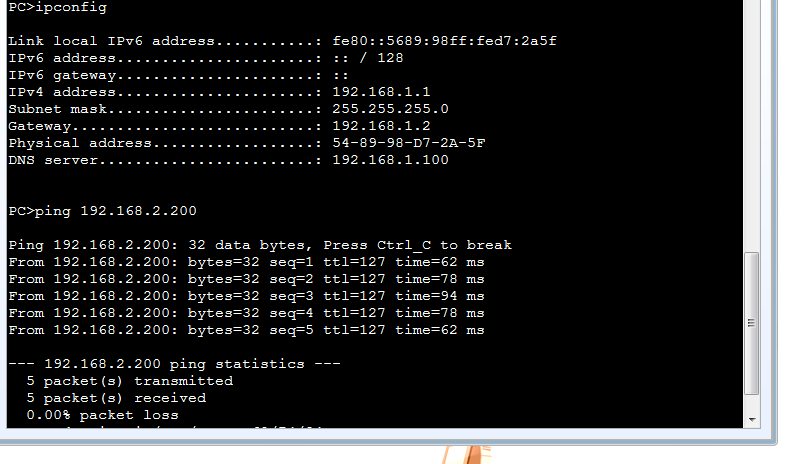 PC>ipconfig
Link local IPv6 address...........: fe80::5689:98ff:fed7:2a5f
IPv6 address......................: :: / 128
IPv6 gateway......................: ::
IPv4 address......................: 192.168.1.1
Subnet mask.......................: 255.255.255.0
Gateway...........................: 192.168.1.2
Physical address..................: 54-89-98-D7-2A-5F
DNS server........................: 192.168.1.100
PC>ping 192.168.2.200
Ping 192.168.2.200: 32 data bytes, Press Ctrl_C to break
From 192.168.2.200: bytes=32 seq=1 ttl=127 time=62 ms
From 192.168.2.200: bytes=32 seq=2 ttl=127 time=78 ms
From 192.168.2.200: bytes=32 seq=3 ttl=127 time=94 ms
From 192.168.2.200: bytes=32 seq=4 ttl=127 time=78 ms
From 192.168.2.200: bytes=32 seq=5 ttl=127 time=62 ms
--- 192.168.2.200 ping statistics ---
5 packet(s) transmitted
5 packet(s) received
0.00% packet loss